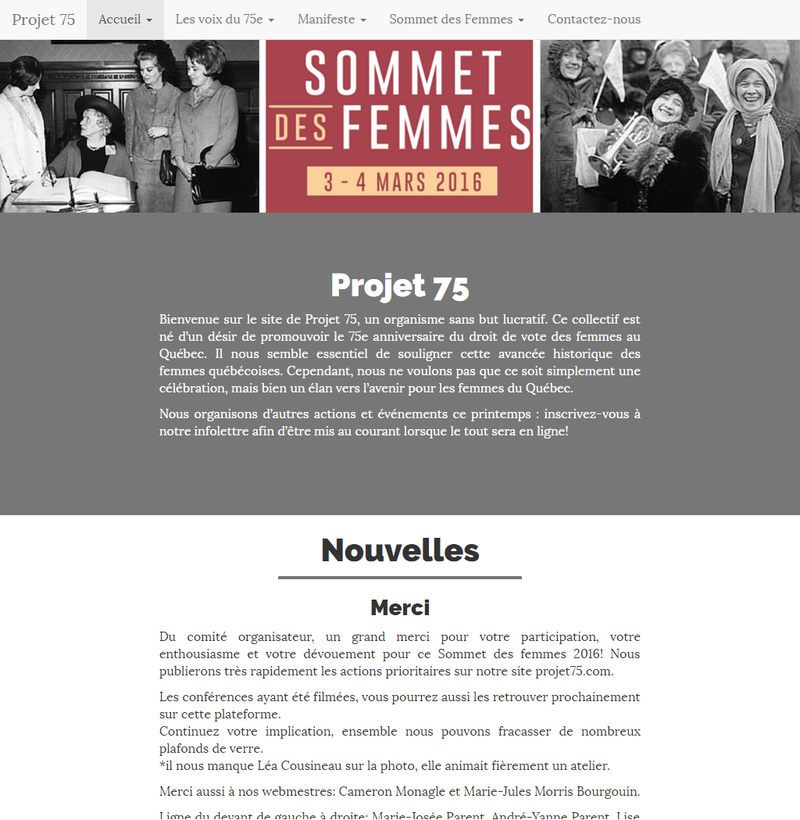 Projet 75 Accueil Les voix du 75e Manifeste Sommet des Femmes Contactez-nous
SOMMET
DES FEMMES
3 - 4 MARS 2016
Projet 75
Bienvenue sur le site de Projet 75, un organisme sans but lucratif. Ce collectif est
né d'un désir de promouvoir le 75e anniversaire du droit de vote des femmes au
Québec. Il nous semble essentiel de souligner cette avancée historique des
femmes québécoises. Cependant, nous ne voulons pas que ce soit simplement une
célébration, mais bien un élan vers l'avenir pour les femmes du Québec.
Nous organisons d'autres actions et événements ce printemps : inscrivez-vous à
notre infolettre afin d'être mis au courant lorsque le tout sera en ligne!
Nouvelles
Merci
Du comité organisateur, un grand merci pour votre participation, votre
enthousiasme et votre dévouement pour ce Sommet des femmes 2016! Nous
publierons très rapidement les actions prioritaires sur notre site projet75.com.
Les conférences ayant été filmées, vous pourrez aussi les retrouver prochainement
sur cette plateforme.
Continuez votre implication, ensemble nous pouvons fracasser de nombreux
plafonds de verre.
*il nous manque Léa Cousineau sur la photo, elle animait fièrement un atelier.
Merci aussi à nos webmestres: Cameron Monagle et Marie-Jules Morris Bourgouin.
Ligne du devant de gauche à droite: Marie-Josée Parent, André-Yanne Parent, Lise